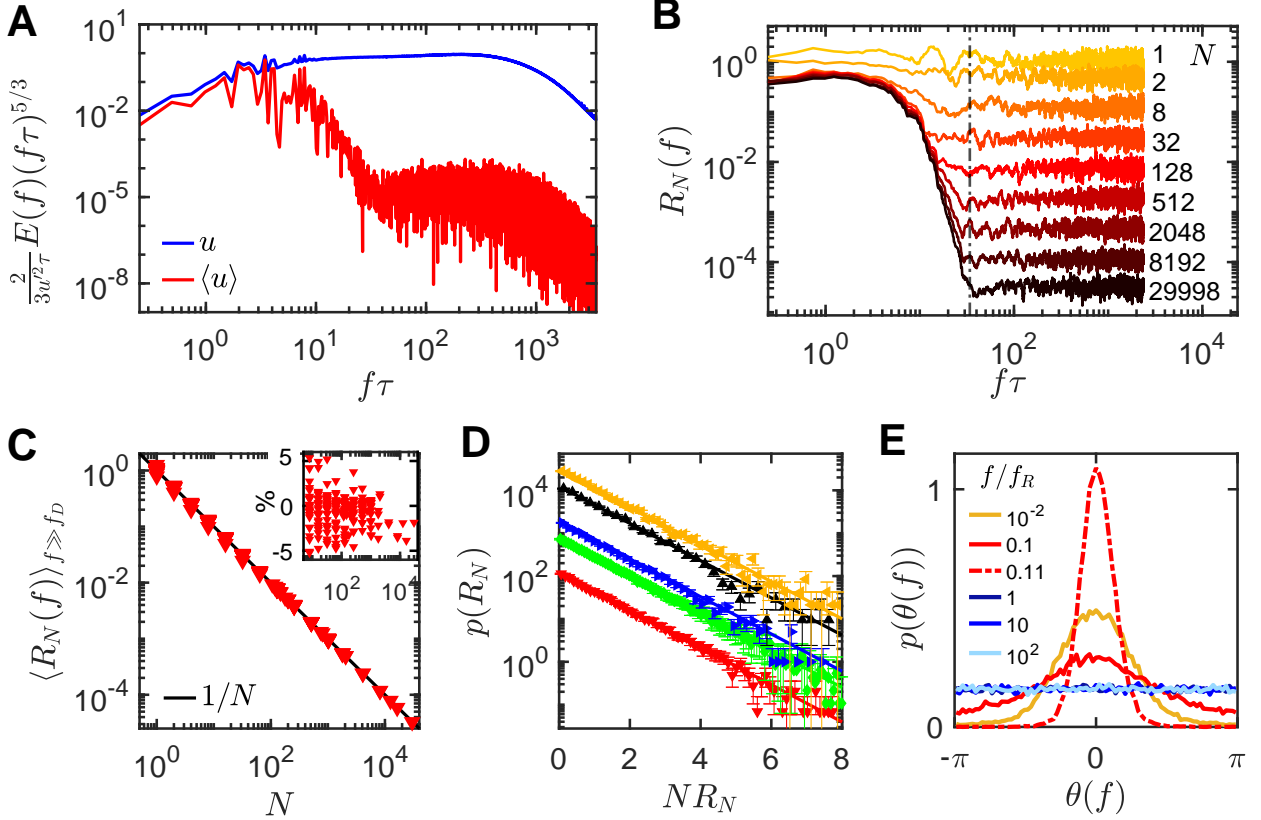 A
10^1
10^-2
10^-5
10^-8
\frac{2}{3u'^2τ}E(f)(fτ)^{5/3}
u
⟨u⟩
10^0
10^1
10^2
10^3
fτ
B
10^0
10^-2
10^-4
R_N(f)
1
N
2
8
32
128
512
2048
8192
29998
10^0
10^2
10^4
fτ
C
10^0
10^-2
10^-4
⟨R_N(f)⟩_{f≫f_D}
5
0
-5
%
10^2
10^4
1/N
10^0
10^2
10^4
N
D
10^4
10^2
10^0
p(R_N)
0
2
4
6
8
NR_N
E
1
0
p(θ(f))
f/f_R
10^-2
0.1
0.11
1
10
10^2
-π
0
π
θ(f)